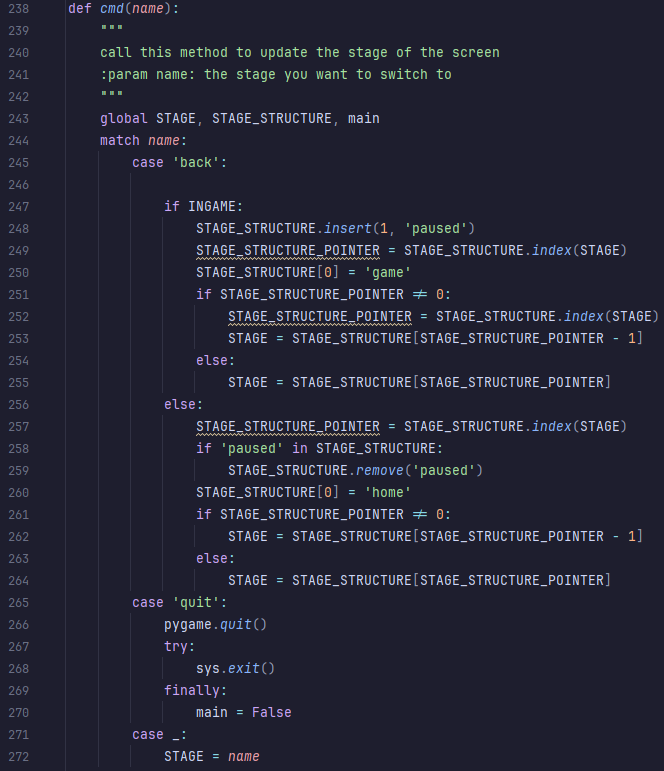 238 def cmd(name):
239     """
240     call this method to update the stage of the screen
241     :param name: the stage you want to switch to
242     """
243     global STAGE, STAGE_STRUCTURE, main
244     match name:
245         case 'back':
246
247             if INGAME:
248                 STAGE_STRUCTURE.insert(1, 'paused')
249                 STAGE_STRUCTURE_POINTER = STAGE_STRUCTURE.index(STAGE)
250                 STAGE_STRUCTURE[0] = 'game'
251                 if STAGE_STRUCTURE_POINTER ≠ 0:
252                     STAGE_STRUCTURE_POINTER = STAGE_STRUCTURE.index(STAGE)
253                     STAGE = STAGE_STRUCTURE[STAGE_STRUCTURE_POINTER - 1]
254                 else:
255                     STAGE = STAGE_STRUCTURE[STAGE_STRUCTURE_POINTER]
256             else:
257                 STAGE_STRUCTURE_POINTER = STAGE_STRUCTURE.index(STAGE)
258                 if 'paused' in STAGE_STRUCTURE:
259                     STAGE_STRUCTURE.remove('paused')
260                 STAGE_STRUCTURE[0] = 'home'
261                 if STAGE_STRUCTURE_POINTER ≠ 0:
262                     STAGE = STAGE_STRUCTURE[STAGE_STRUCTURE_POINTER - 1]
263                 else:
264                     STAGE = STAGE_STRUCTURE[STAGE_STRUCTURE_POINTER]
265         case 'quit':
266             pygame.quit()
267             try:
268                 sys.exit()
269             finally:
270                 main = False
271         case _:
272             STAGE = name